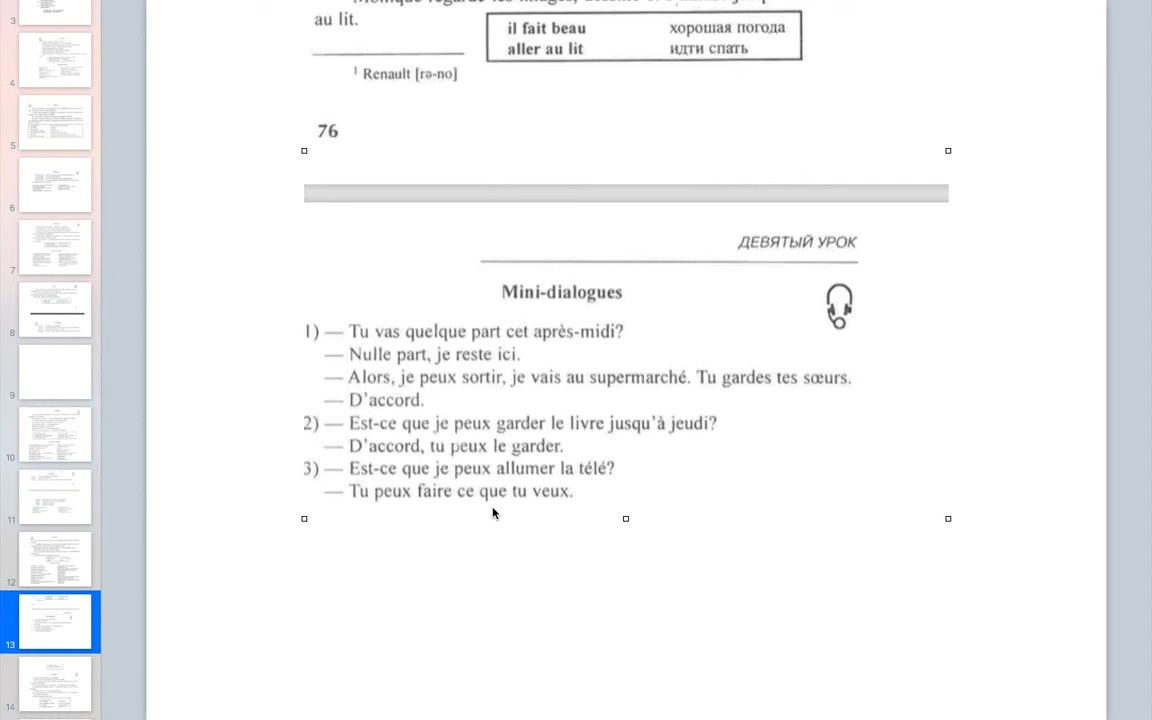 au lit.
il fait beau хорошая погода
aller au lit идти спать
¹ Renault [rə-no]
76
ДЕВЯТЫЙ УРОК
Mini-dialogues
1) — Tu vas quelque part cet après-midi?
— Nulle part, je reste ici.
— Alors, je peux sortir, je vais au supermarché. Tu gardes tes sœurs.
— D'accord.
2) — Est-ce que je peux garder le livre jusqu'à jeudi?
— D'accord, tu peux le garder.
3) — Est-ce que je peux allumer la télé?
— Tu peux faire ce que tu veux.
3
4
5
6
7
8
9
10
11
12
13
14